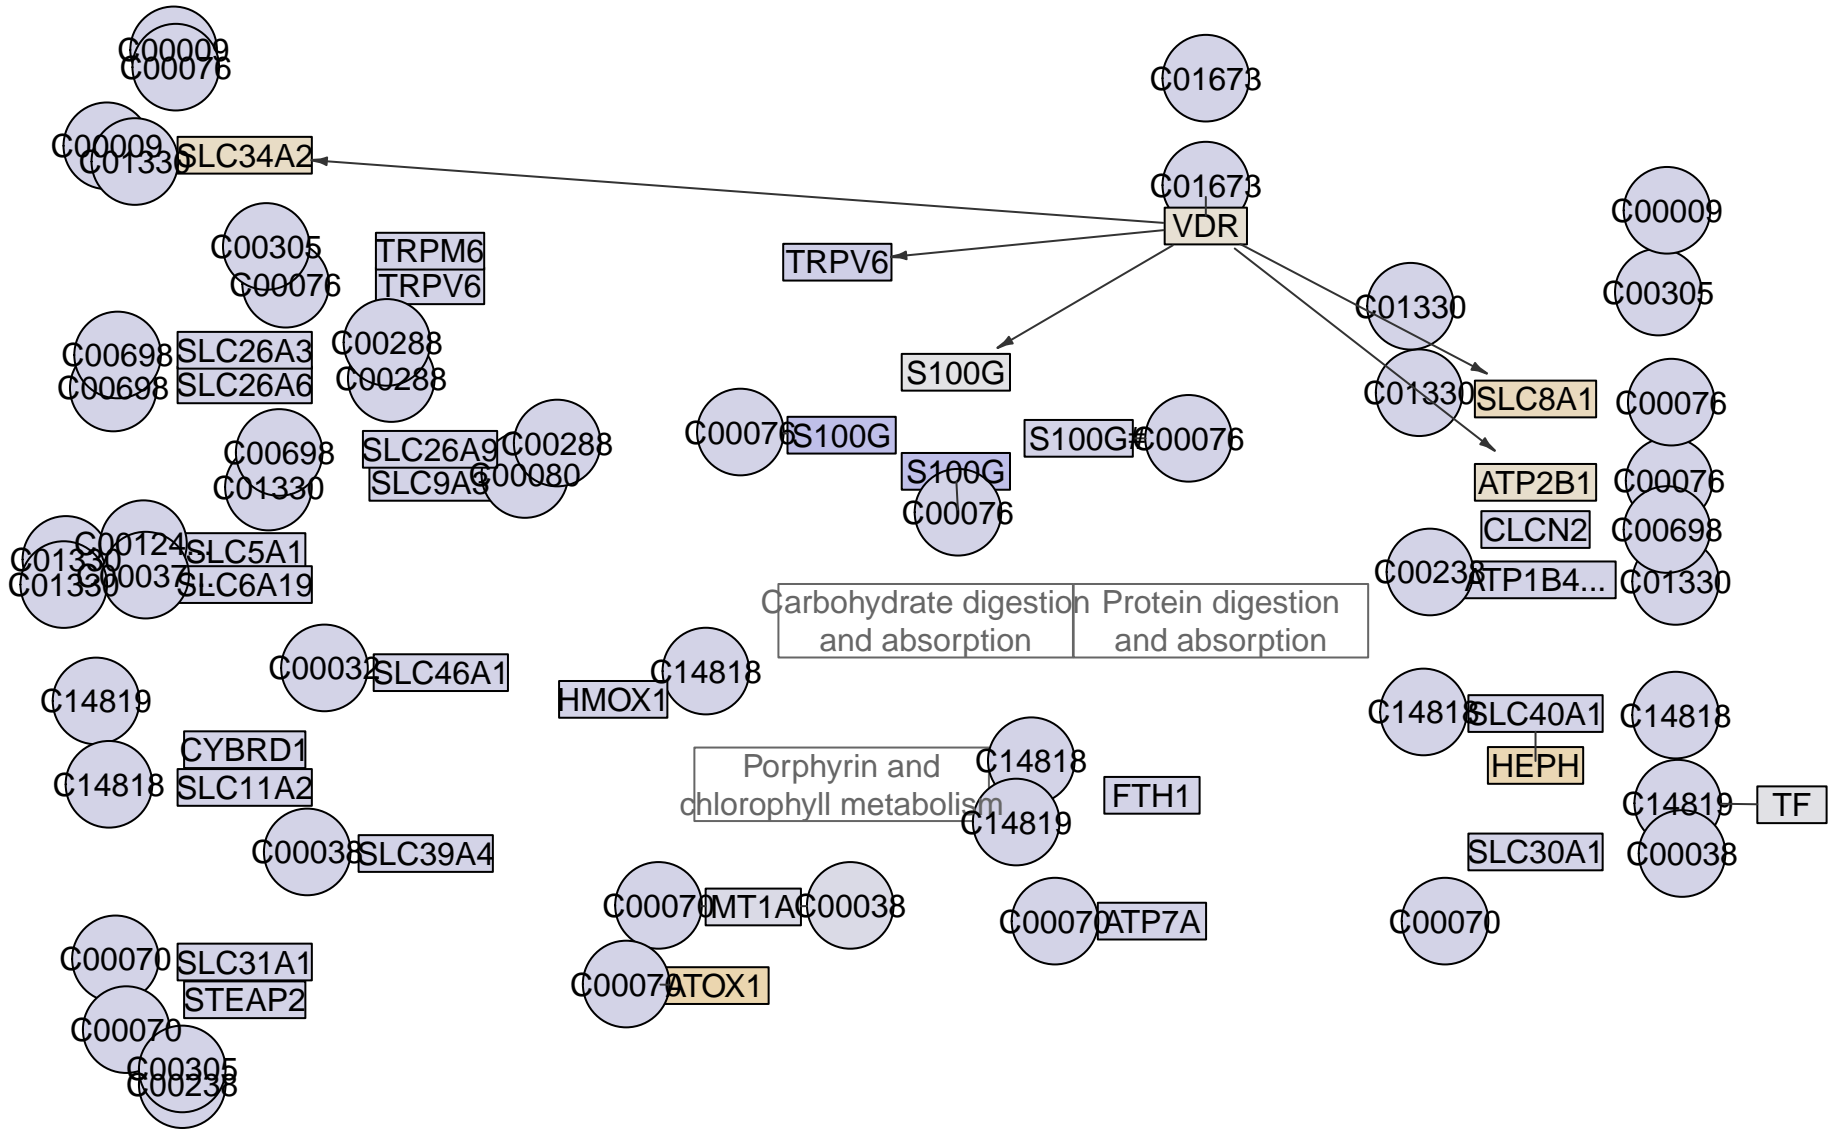 C00009
C00076
C01673
C00009
C01330
SLC34A2
C01673
VDR
C00009
C00305
C00076
TRPM6
TRPV6
TRPV6
C01330
C00305
C00698
C00698
SLC26A3
SLC26A6
C00288
C00288
S100G
C01330
SLC8A1
C00076
C00698
C01330
SLC26A9
SLC9A3
C00288
C00080
C00076
S100G
S100G
C00076
S100G#
C00076
ATP2B1
C00076
CLCN2
C00698
C01330
C01330
C00124...
C00037...
SLC5A1
SLC6A19
C00238
ATP1B4...
C01330
Carbohydrate digestion
and absorption
Protein digestion
and absorption
C00032
SLC46A1
C14818
HMOX1
C14819
C14818
SLC40A1
C14818
HEPH
C14818
CYBRD1
SLC11A2
Porphyrin and
chlorophyll metabolism
C14818
C14819
FTH1
C14819
TF
C00038
SLC39A4
SLC30A1
C00038
C00070
MT1A
C00038
C00070
ATP7A
C00070
C00070
SLC31A1
STEAP2
C00070
ATOX1
C00070
C00305
C00238